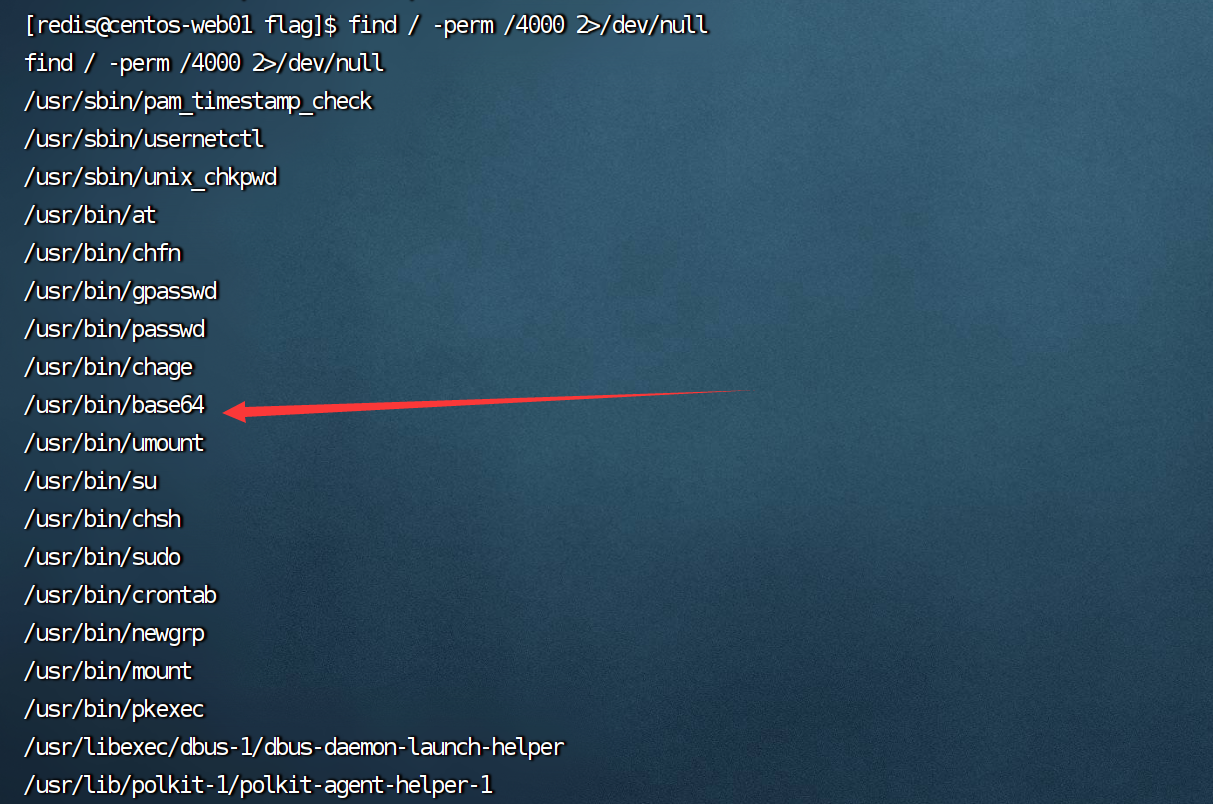 [redis@centos-web01 flag]$ find / -perm /4000 2>/dev/null
find / -perm /4000 2>/dev/null
/usr/sbin/pam_timestamp_check
/usr/sbin/usernetctl
/usr/sbin/unix_chkpwd
/usr/bin/at
/usr/bin/chfn
/usr/bin/gpasswd
/usr/bin/passwd
/usr/bin/chage
/usr/bin/base64
/usr/bin/umount
/usr/bin/su
/usr/bin/chsh
/usr/bin/sudo
/usr/bin/crontab
/usr/bin/newgrp
/usr/bin/mount
/usr/bin/pkexec
/usr/libexec/dbus-1/dbus-daemon-launch-helper
/usr/lib/polkit-1/polkit-agent-helper-1